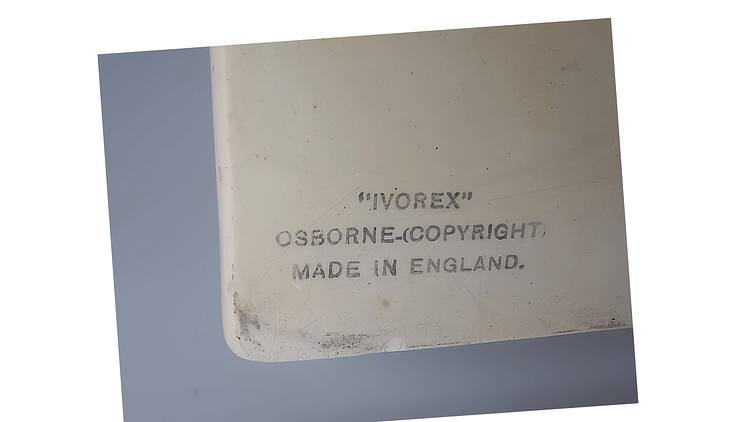 "IVOREX"
OSBORNE-(COPYRIGHT)
MADE IN ENGLAND.